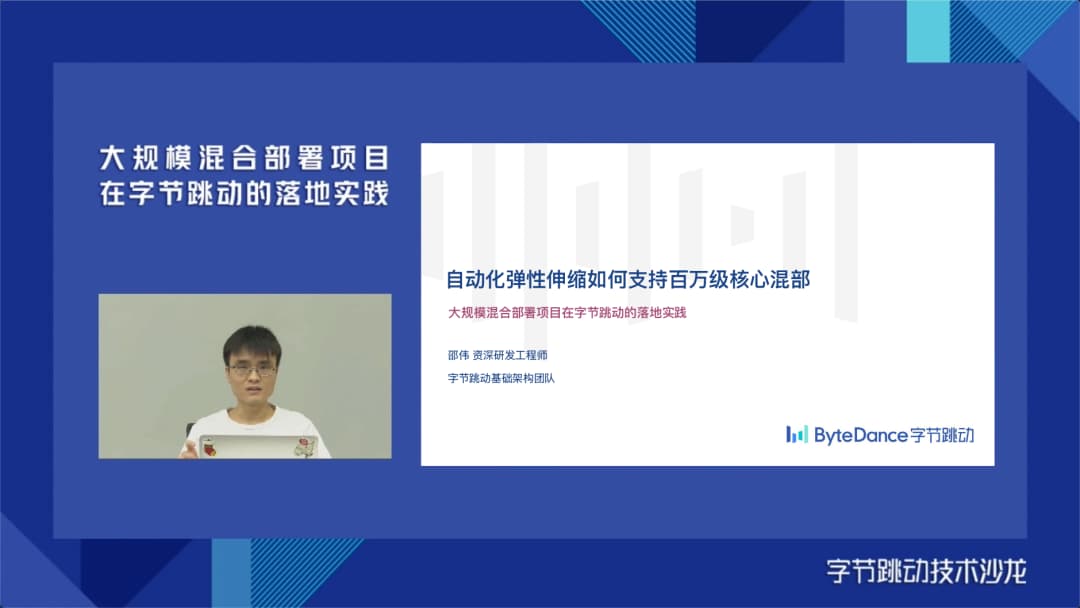 大规模混合部署项目
在字节跳动的落地实践
自动化弹性伸缩如何支持百万级核心混部
大规模混合部署项目在字节跳动的落地实践
邵伟 资深研发工程师
字节跳动基础架构团队
ByteDance字节跳动
字节跳动技术沙龙